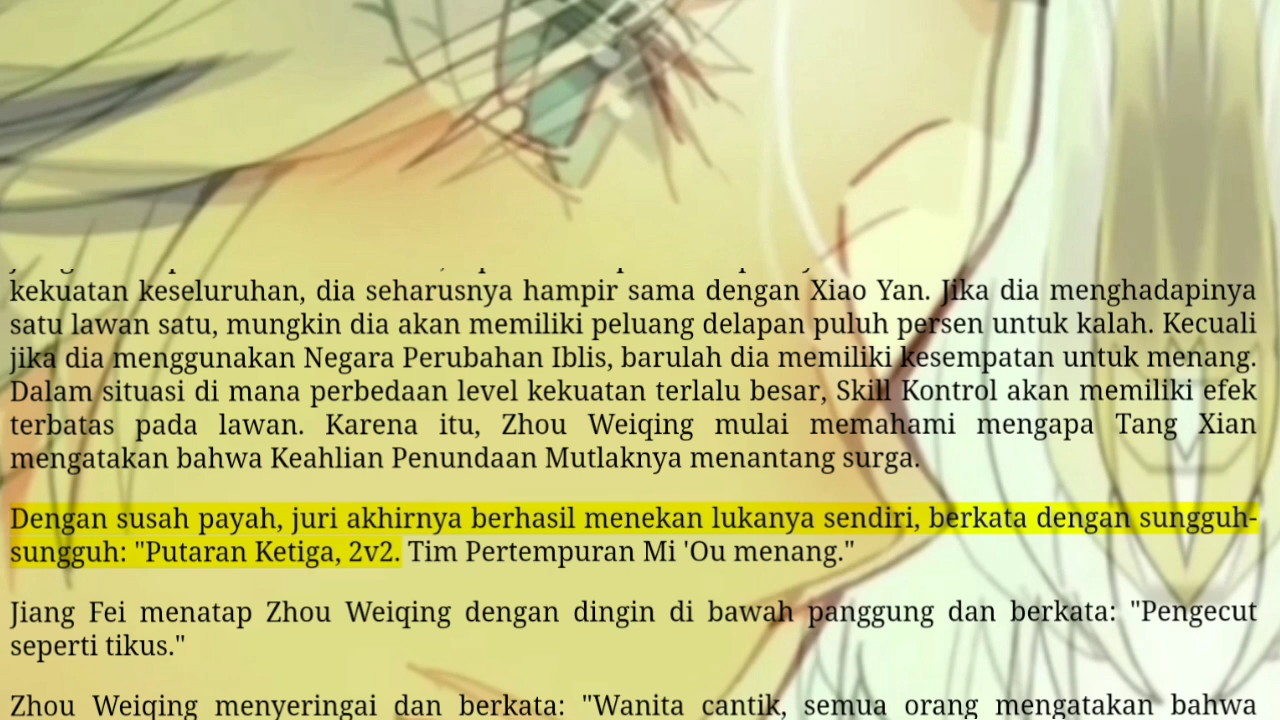 kekuatan keseluruhan, dia seharusnya hampir sama dengan Xiao Yan. Jika dia menghadapinya
satu lawan satu, mungkin dia akan memiliki peluang delapan puluh persen untuk kalah. Kecuali
jika dia menggunakan Negara Perubahan Iblis, barulah dia memiliki kesempatan untuk menang.
Dalam situasi di mana perbedaan level kekuatan terlalu besar, Skill Kontrol akan memiliki efek
terbatas pada lawan. Karena itu, Zhou Weiqing mulai memahami mengapa Tang Xian
mengatakan bahwa Keahlian Penundaan Mutlaknya menantang surga.
Dengan susah payah, juri akhirnya berhasil menekan lukanya sendiri, berkata dengan sungguh-
sungguh: "Putaran Ketiga, 2v2. Tim Pertempuran Mi 'Ou menang."
Jiang Fei menatap Zhou Weiqing dengan dingin di bawah panggung dan berkata: "Pengecut
seperti tikus."
Zhou Weiqing menyeringai dan berkata: "Wanita cantik, semua orang mengatakan bahwa